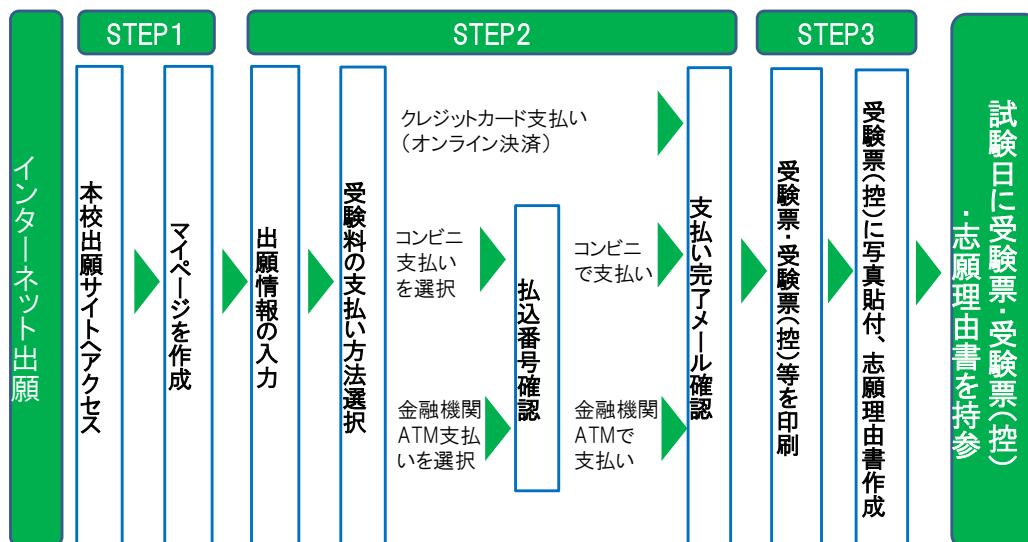 インターネット出願
STEP1
本校出願サイトへアクセス
マイページを作成
STEP2
出願情報の入力
受験料の支払い方法選択
クレジットカード支払い
（オンライン決済）
コンビニ
支払い
を選択
金融機関
ATM支払
いを選択
払込番号確認
コンビニ
で支払い
金融機関
ATMで
支払い
支払い完了メール確認
STEP3
受験票・受験票(控)等を印刷
受験票(控)に写真貼付、志願理由書作成
試験日に受験票・受験票(控)
・志願理由書を持参